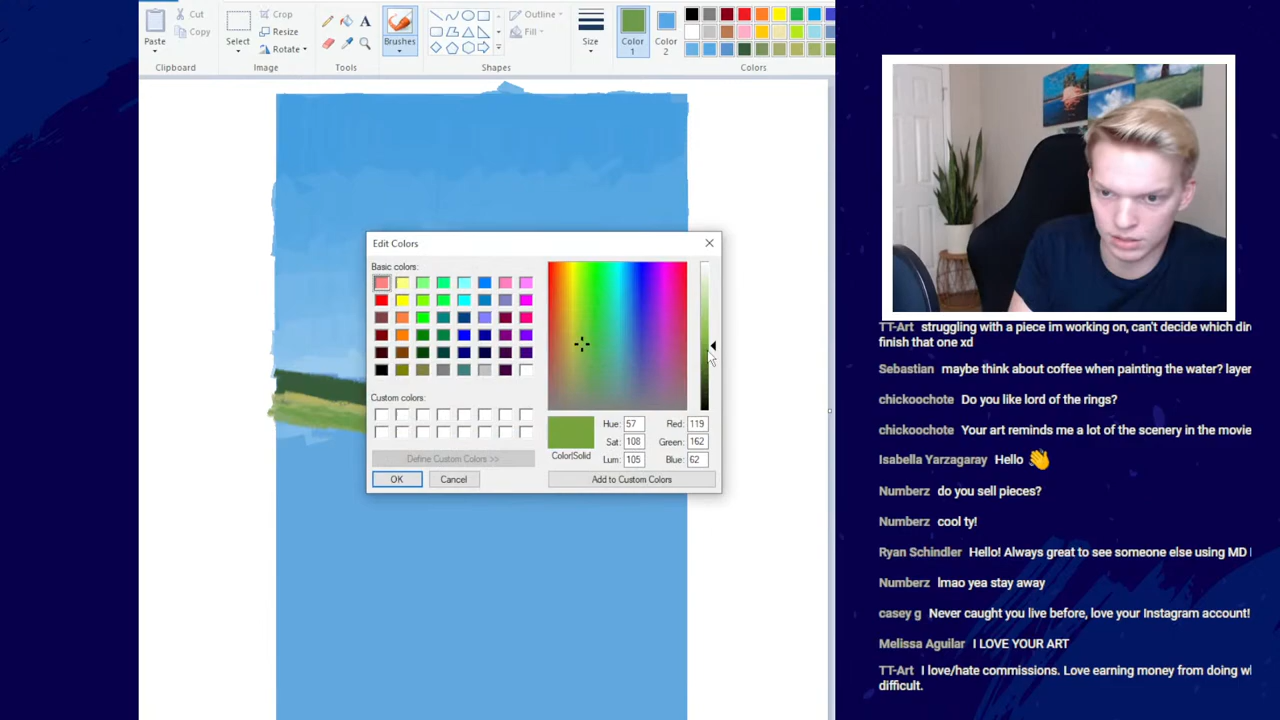 Paste
Cut
Copy
Clipboard
Select
Crop
Resize
Rotate
Image
A
Tools
Brushes
Outline
Fill
Shapes
Size
Color
1
Color
2
Colors
Edit Colors
Basic colors:
Custom colors:
Define Custom Colors >>
OK
Cancel
Color|Solid
Hue: 57
Sat: 108
Lum: 105
Red: 119
Green: 162
Blue: 62
Add to Custom Colors
TT-Art struggling with a piece im working on, can't decide which dire
finish that one xd
Sebastian maybe think about coffee when painting the water? layer
chickoochote Do you like lord of the rings?
chickoochote Your art reminds me a lot of the scenery in the movie
Isabella Yarzagaray Hello 👋
Numberz do you sell pieces?
Numberz cool ty!
Ryan Schindler Hello! Always great to see someone else using MD
Numberz lmao yea stay away
casey g Never caught you live before, love your Instagram account!
Melissa Aguilar I LOVE YOUR ART
TT-Art I love/hate commissions. Love earning money from doing
difficult.